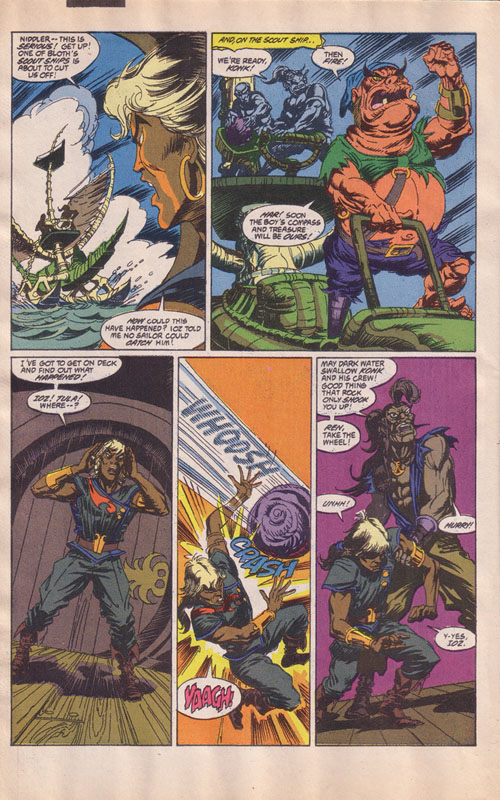 NIDDLER--THIS IS
SERIOUS! GET UP!
ONE OF BLOTH'S
SCOUT SHIPS IS
ABOUT TO CUT
US OFF!
HOW COULD THIS
HAVE HAPPENED? IOZ TOLD
ME NO SAILOR COULD
CATCH HIM!
AND, ON THE SCOUT SHIP...
WE'RE READY,
KONK!
THEN
FIRE!
HAR! SOON
THE BOY'S COMPASS
AND TREASURE
WILL BE OURS!
I'VE GOT TO GET ON DECK
AND FIND OUT WHAT
HAPPENED!
IOZ! TULA!
WHERE--?
WHOOSH
CRASH
YAAGH!
MAY DARK WATER
SWALLOW KONK
AND HIS CREW!
GOOD THING
THAT ROCK
ONLY SHOOK
YOU UP!
REN,
TAKE THE
WHEEL!
UNHH!
HURRY!!
Y-YES,
IOZ.